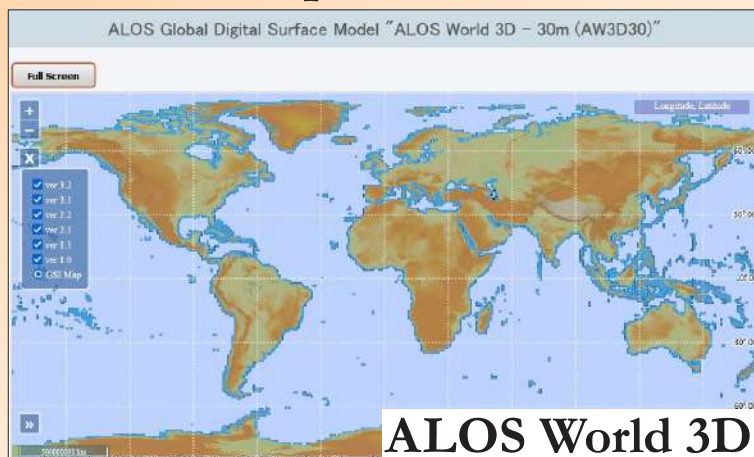 ALOS Global Digital Surface Model "ALOS World 3D - 30m (AW3D30)"
Full Screen
+
Longitude, Latitude
−
X
ver 3.2
ver 3.1
ver 2.2
ver 2.1
ver 1.1
ver 1.0
GSI Map
»
ALOS World 3D